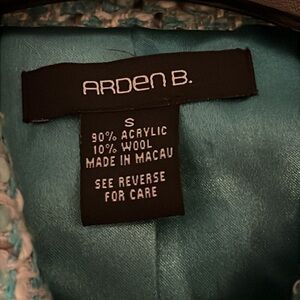 ARDEN B.
S
90% ACRYLIC
10% WOOL
MADE IN MACAU
SEE REVERSE
FOR CARE